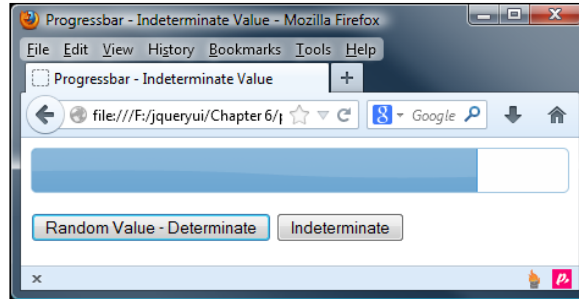 Progressbar - Indeterminate Value - Mozilla Firefox
File Edit View History Bookmarks Tools Help
Progressbar - Indeterminate Value +
file:///F:/jqueryui/Chapter 6/ 8 Google
Random Value - Determinate Indeterminate
x